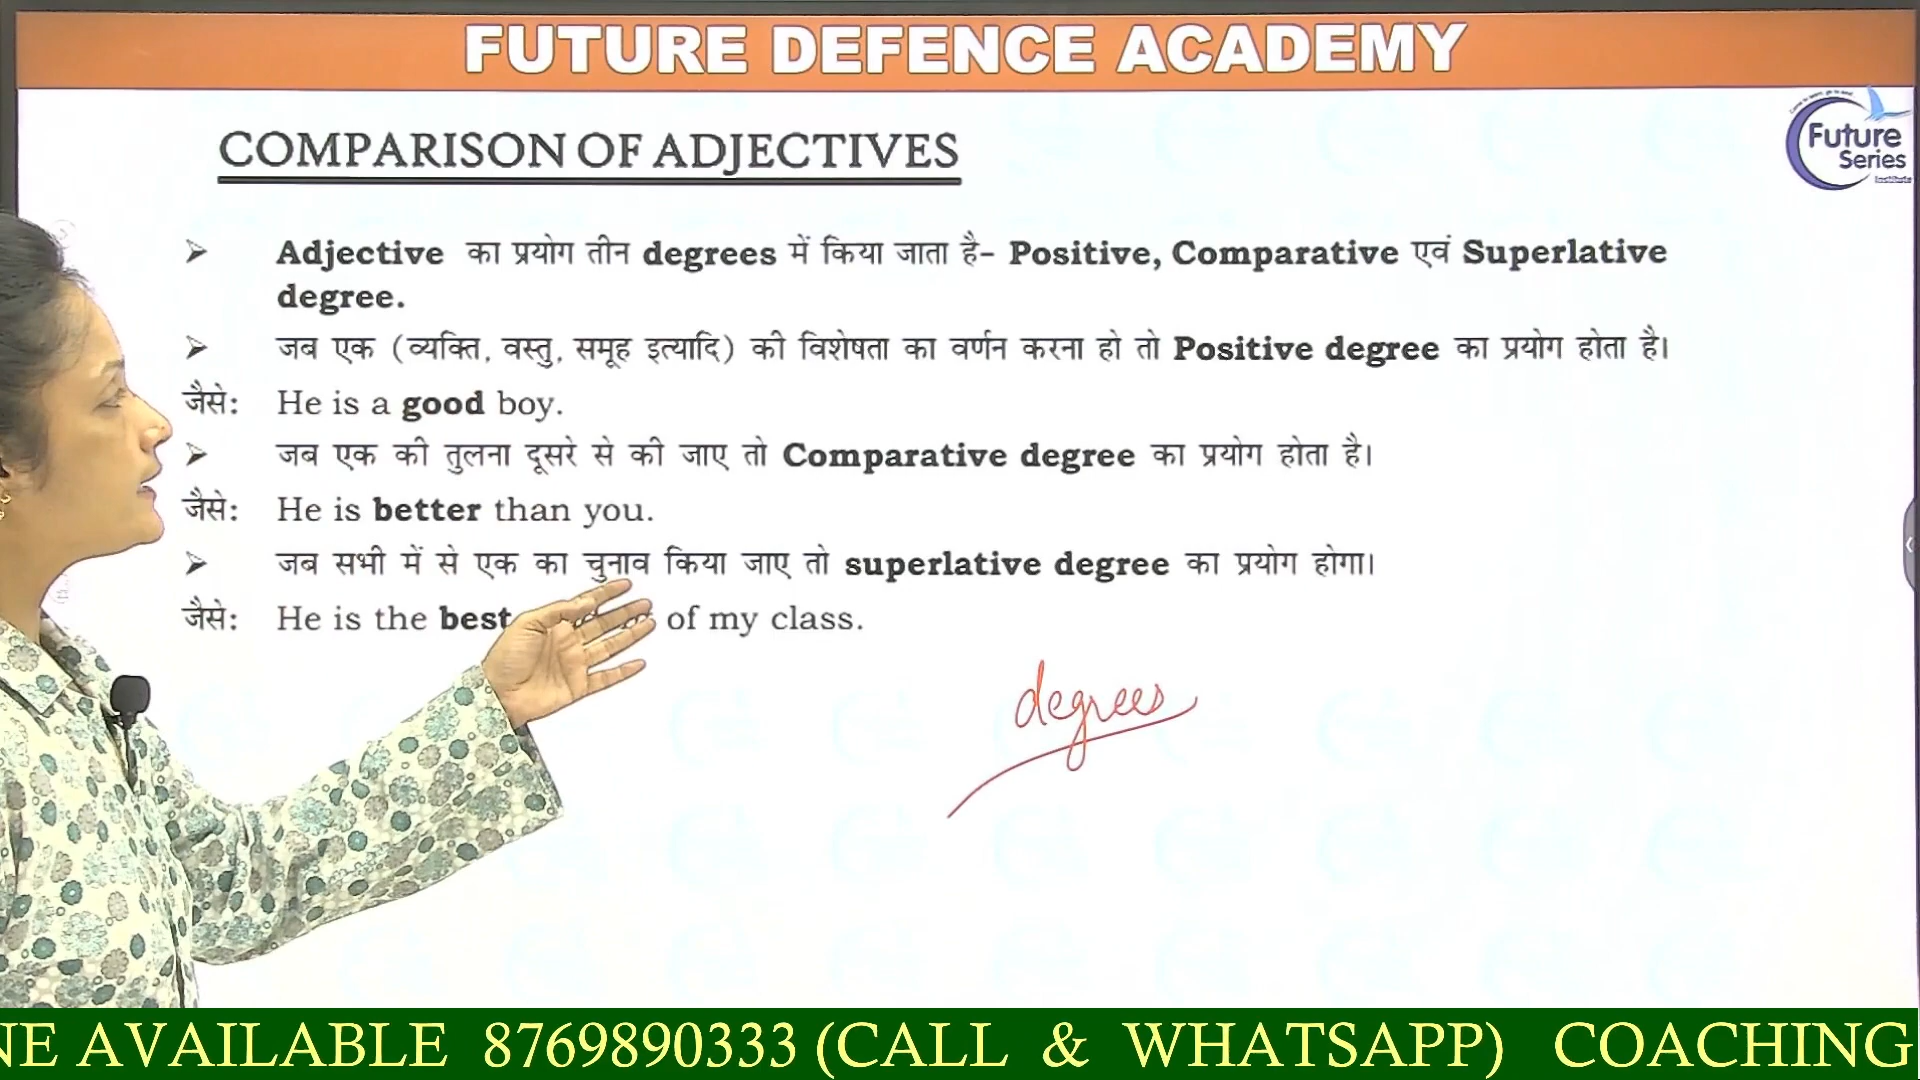 FUTURE DEFENCE ACADEMY
Future
Series
Institute
COMPARISON OF ADJECTIVES
➤ Adjective का प्रयोग तीन degrees में किया जाता है- Positive, Comparative एवं Superlative
degree.
➤ जब एक (व्यक्ति, वस्तु, समूह इत्यादि) की विशेषता का वर्णन करना हो तो Positive degree का प्रयोग होता है।
जैसे: He is a good boy.
➤ जब एक की तुलना दूसरे से की जाए तो Comparative degree का प्रयोग होता है।
जैसे: He is better than you.
➤ जब सभी में से एक का चुनाव किया जाए तो superlative degree का प्रयोग होगा।
जैसे: He is the best of my class.
degrees
NE AVAILABLE 8769890333 (CALL & WHATSAPP) COACHING